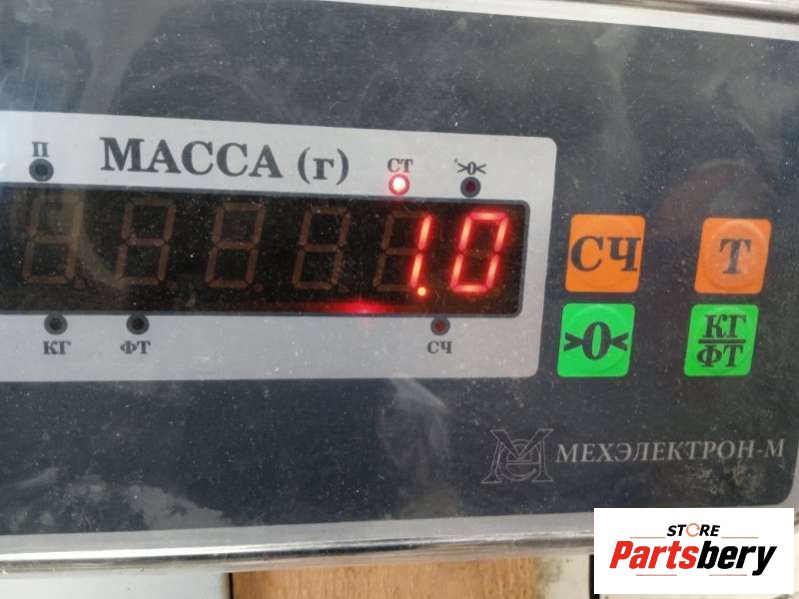 П МАССА (г) СТ >0<
1.0
КГ ФТ СЧ
СЧ Т
>0< КГ
ФТ
МЕХЭЛЕКТРОН-М
STORE
Partsbery